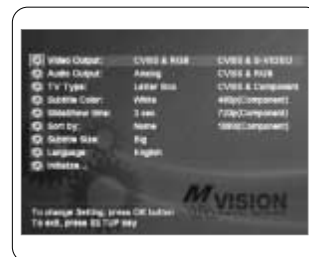 Video Output: CVBS & RGB CVBS & S-VIDEO
Audio Output: Analog CVBS & RGB
TV Type: Letter Box CVBS & Component
Subtitle Color: White 480p(Component)
Slideshow time: 3 sec 720p(Component)
Sort by: Name 1080i(Component)
Subtitle Size: Big
Language: English
Initialize...
M VISION
To change Setting, press OK button
To exit, press SETUP key